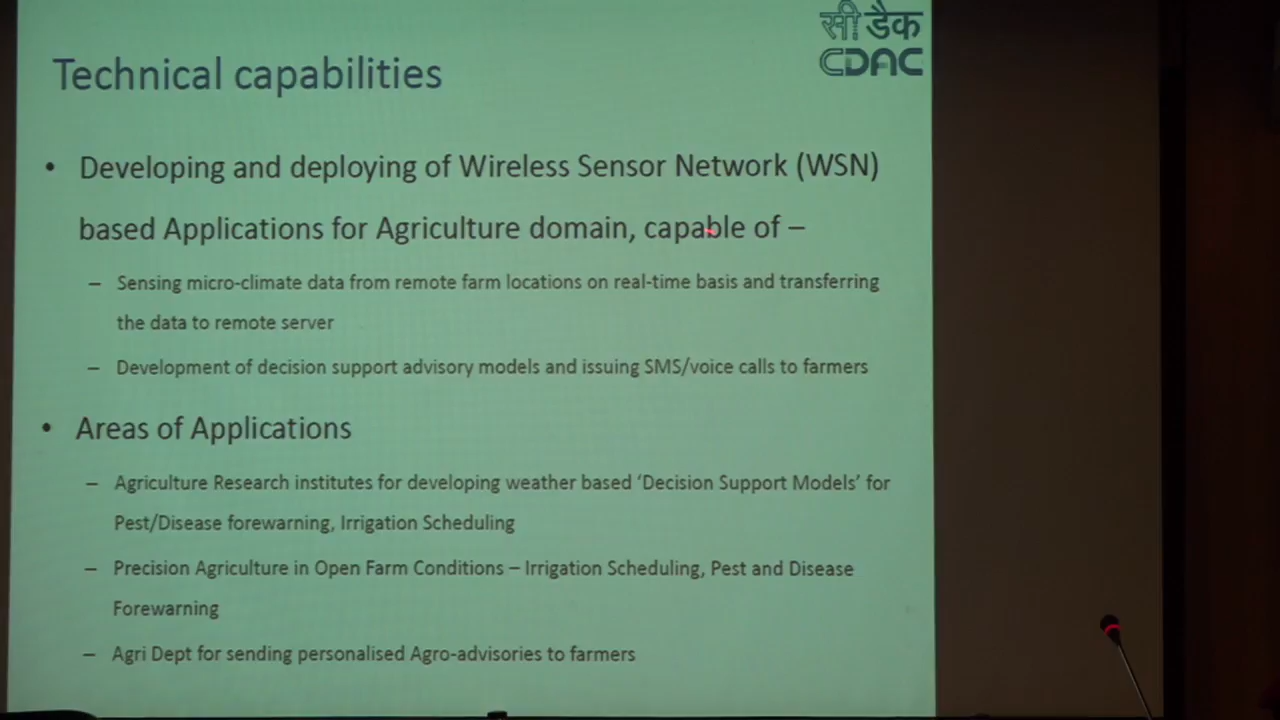 सी डैक
CDAC
Technical capabilities
• Developing and deploying of Wireless Sensor Network (WSN)
based Applications for Agriculture domain, capable of –
– Sensing micro-climate data from remote farm locations on real-time basis and transferring
the data to remote server
– Development of decision support advisory models and issuing SMS/voice calls to farmers
• Areas of Applications
– Agriculture Research institutes for developing weather based ‘Decision Support Models’ for
Pest/Disease forewarning, Irrigation Scheduling
– Precision Agriculture in Open Farm Conditions – Irrigation Scheduling, Pest and Disease
Forewarning
– Agri Dept for sending personalised Agro-advisories to farmers